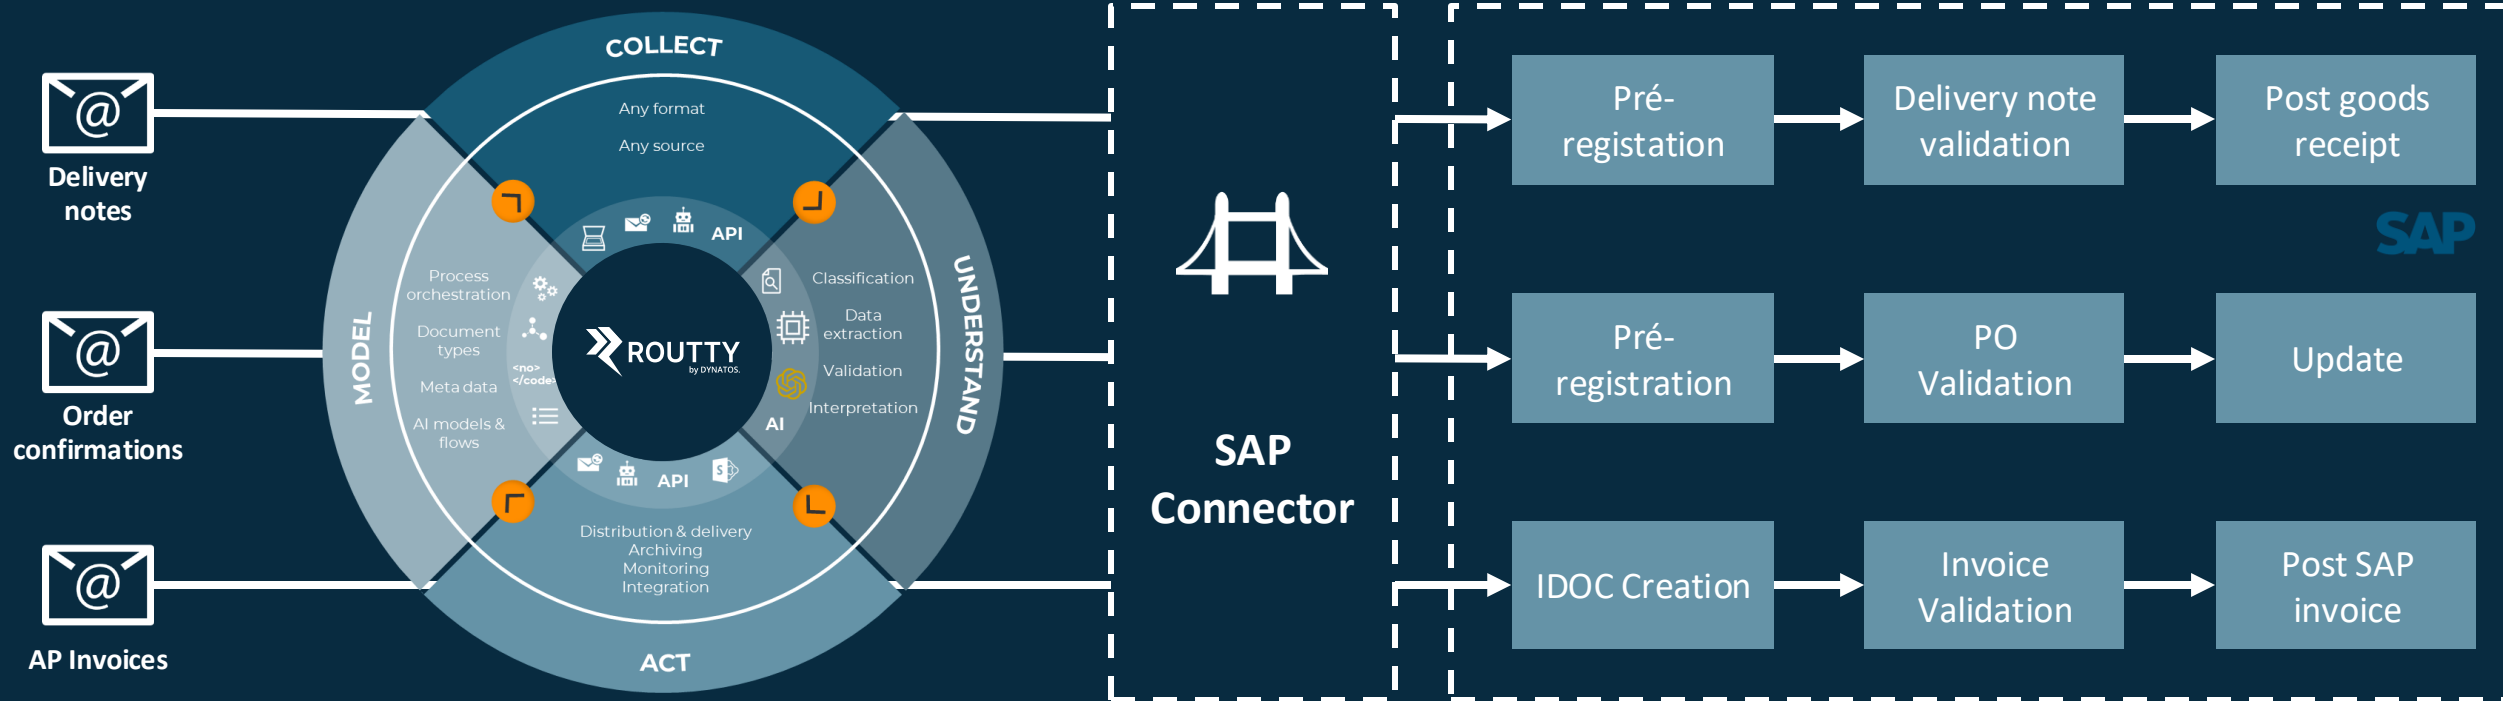 @
Delivery
notes
@
Order
confirmations
@
AP Invoices
COLLECT
Any format
Any source
API
MODEL
Process
orchestration
Document
types
Meta data
AI models &
flows
<no>
</code>
ROUTTY
by DYNATOS.
UNDERSTAND
Classification
Data
extraction
Validation
Interpretation
AI
API
S
Distribution & delivery
Archiving
Monitoring
Integration
ACT
SAP
Connector
Pré-
registation
Delivery note
validation
Post goods
receipt
SAP
Pré-
registration
PO
Validation
Update
IDOC Creation
Invoice
Validation
Post SAP
invoice